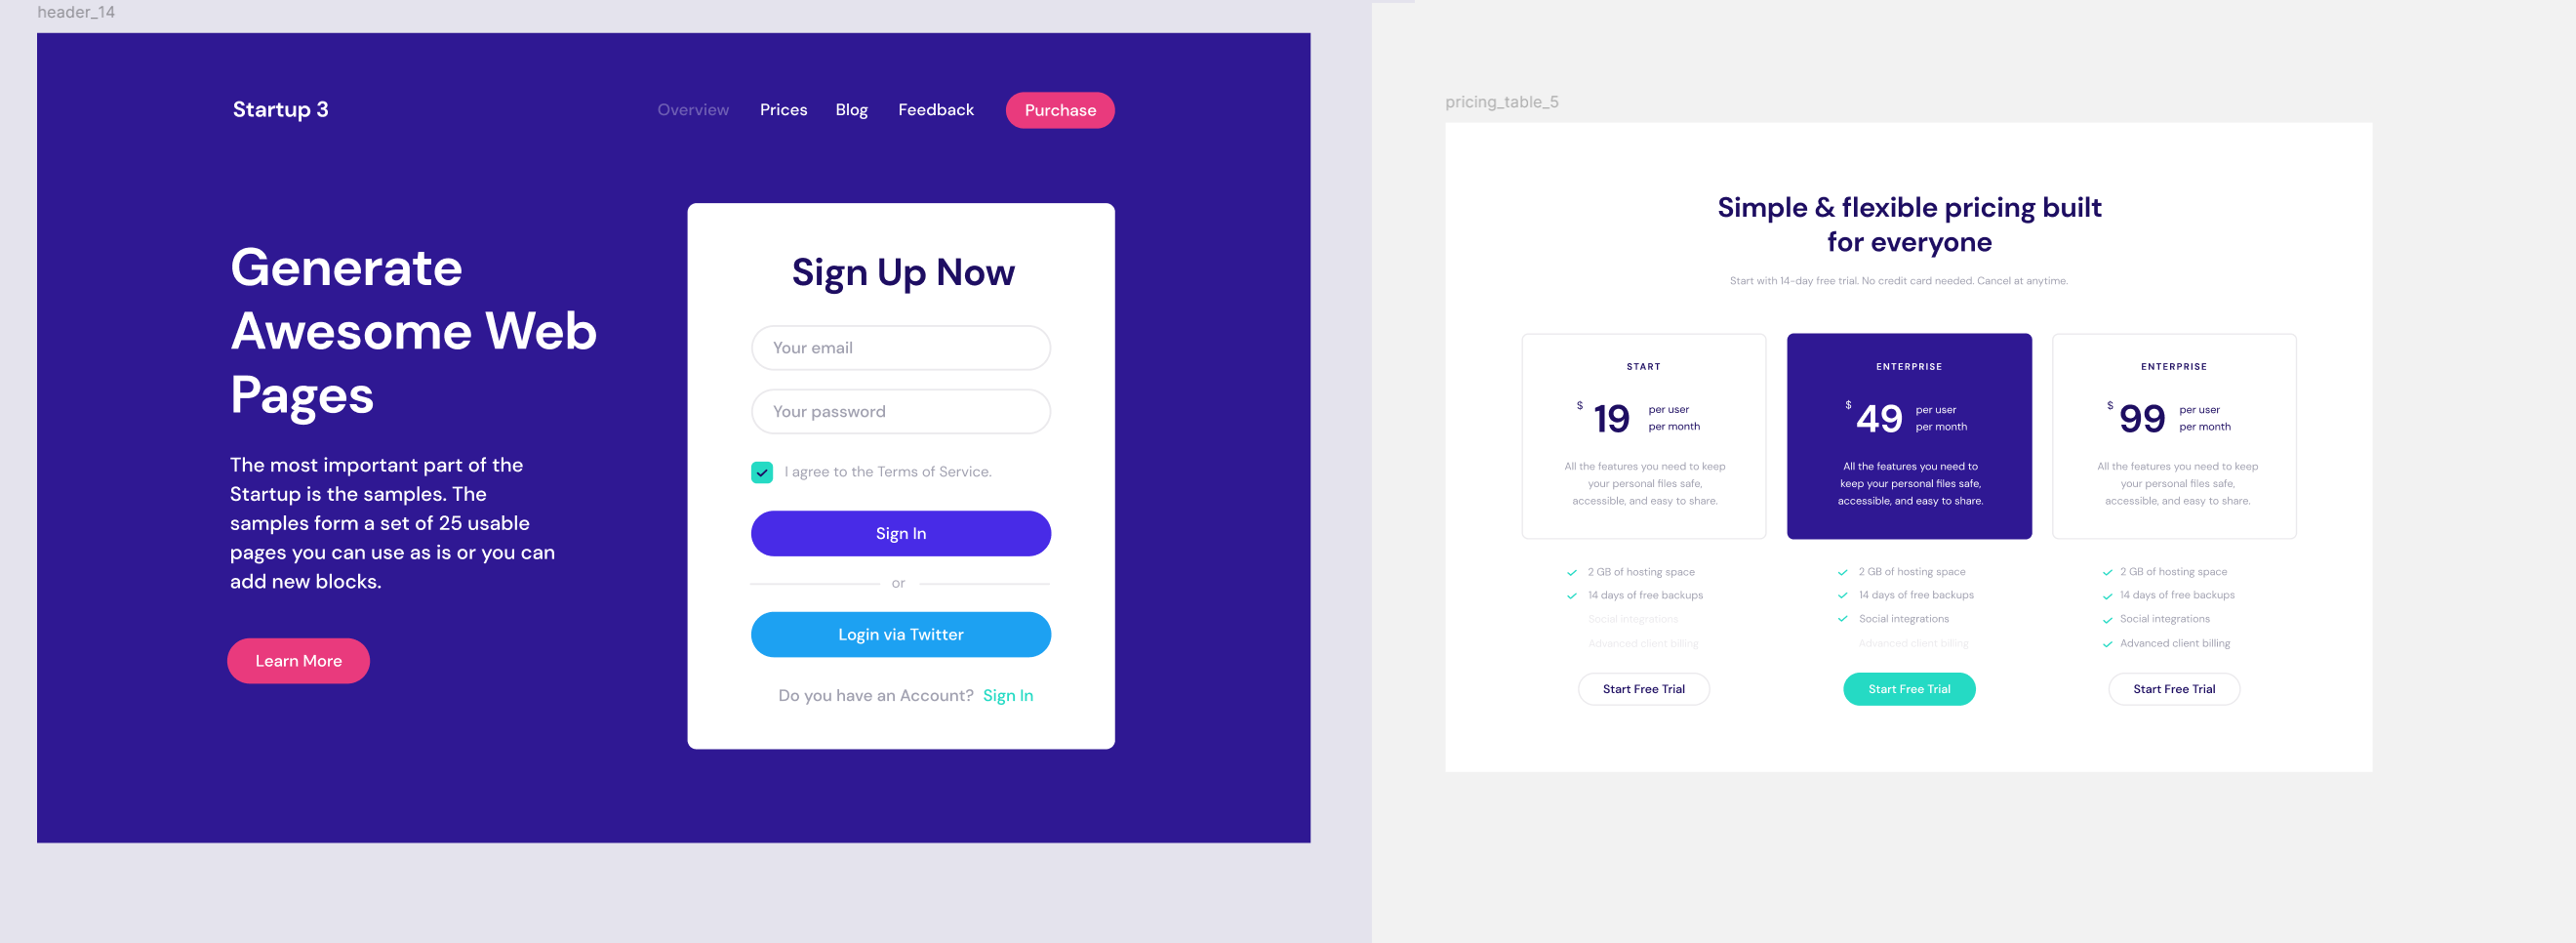 header_14
Startup 3
Overview Prices Blog Feedback Purchase
Generate
Awesome Web
Pages
The most important part of the
Startup is the samples. The
samples form a set of 25 usable
pages you can use as is or you can
add new blocks.
Learn More
Sign Up Now
Your email
Your password
I agree to the Terms of Service.
Sign In
or
Login via Twitter
Do you have an Account? Sign In
pricing_table_5
Simple & flexible pricing built
for everyone
Start with 14-day free trial. No credit card needed. Cancel at anytime.
START
$ 19
per user
per month
All the features you need to keep
your personal files safe,
accessible, and easy to share.
2 GB of hosting space
14 days of free backups
Social integrations
Advanced client billing
Start Free Trial
ENTERPRISE
$ 49
per user
per month
All the features you need to
keep your personal files safe,
accessible, and easy to share.
2 GB of hosting space
14 days of free backups
Social integrations
Advanced client billing
Start Free Trial
ENTERPRISE
$ 99
per user
per month
All the features you need to keep
your personal files safe,
accessible, and easy to share.
2 GB of hosting space
14 days of free backups
Social integrations
Advanced client billing
Start Free Trial